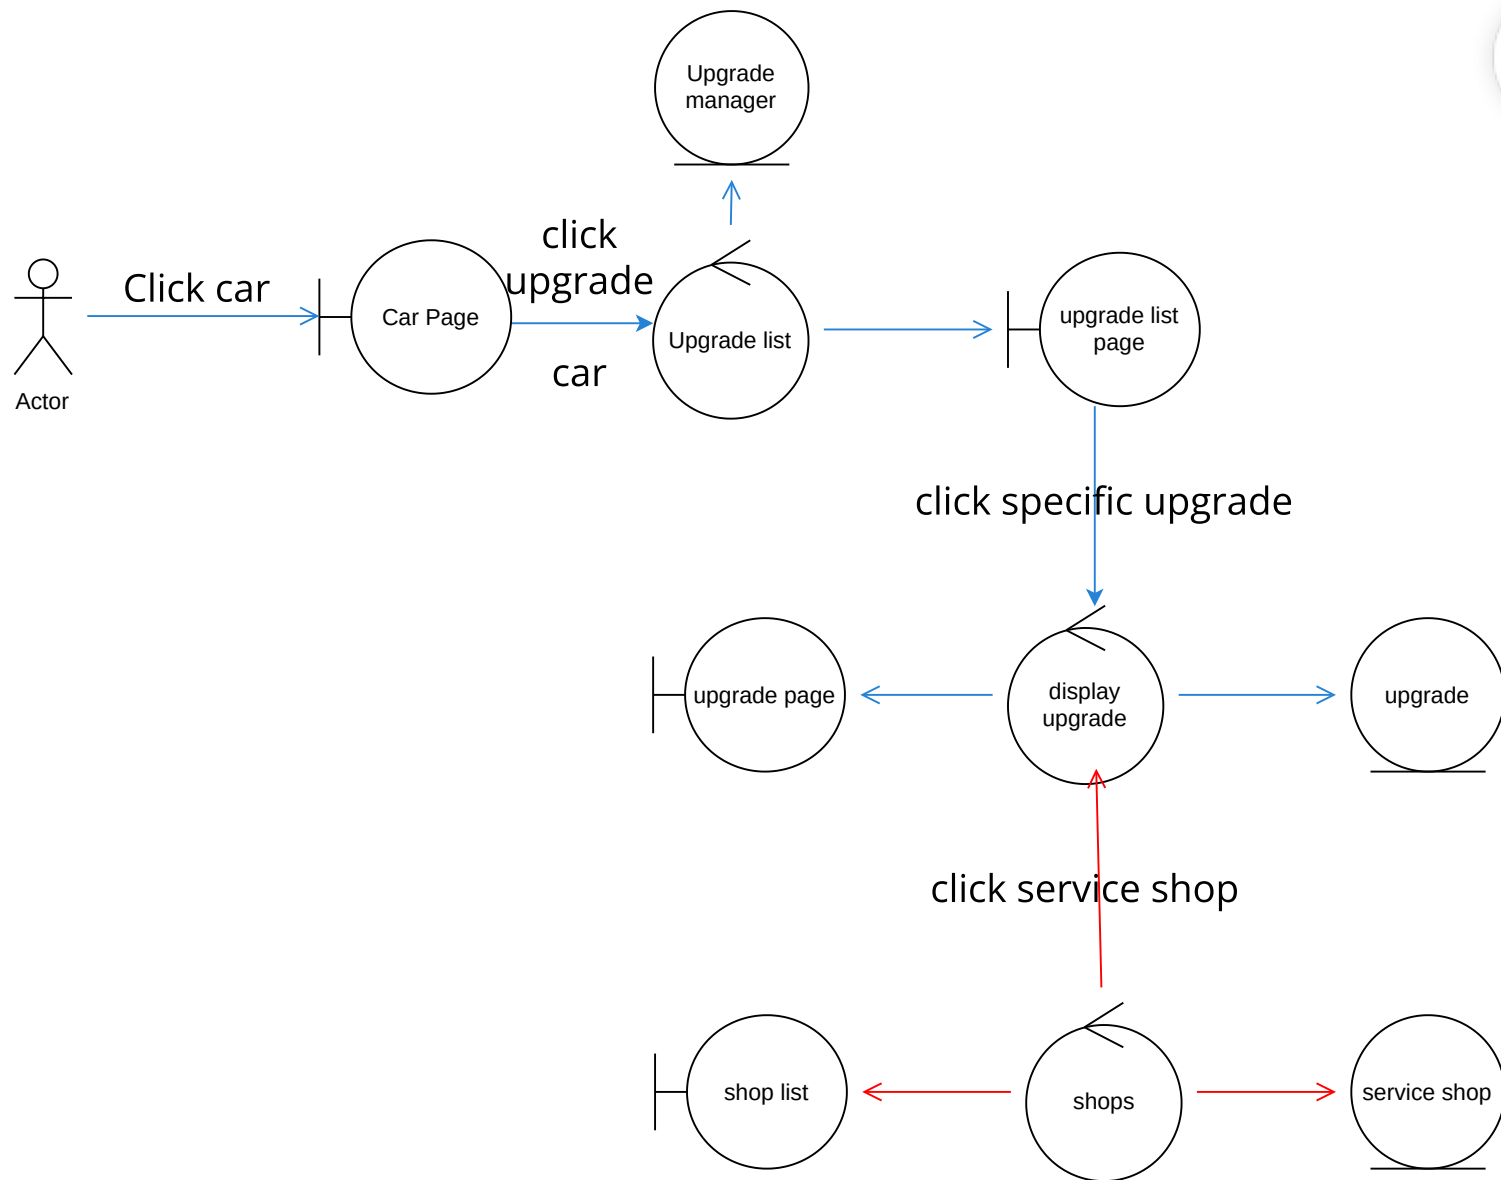 Upgrade
manager
click
upgrade
Click car
Car Page
car
Upgrade list
upgrade list
page
Actor
click specific upgrade
upgrade page
display
upgrade
upgrade
click service shop
shop list
shops
service shop